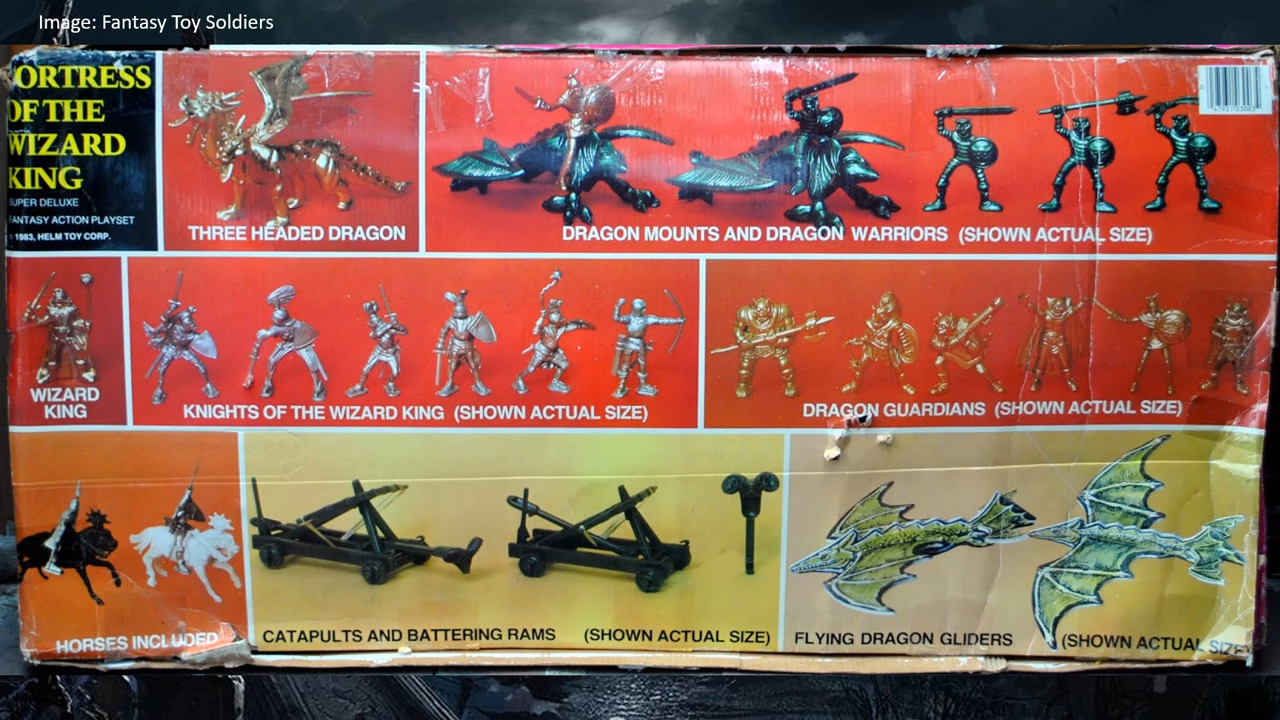 Image: Fantasy Toy Soldiers
ORTRESS
OF THE
WIZARD
KING
SUPER DELUXE
FANTASY ACTION PLAYSET
1983, HELM TOY CORP.
THREE HEADED DRAGON
DRAGON MOUNTS AND DRAGON WARRIORS (SHOWN ACTUAL SIZE)
WIZARD
KING
KNIGHTS OF THE WIZARD KING (SHOWN ACTUAL SIZE)
DRAGON GUARDIANS (SHOWN ACTUAL SIZE)
HORSES INCLUDED
CATAPULTS AND BATTERING RAMS (SHOWN ACTUAL SIZE)
FLYING DRAGON GLIDERS (SHOWN ACTUAL SIZE)